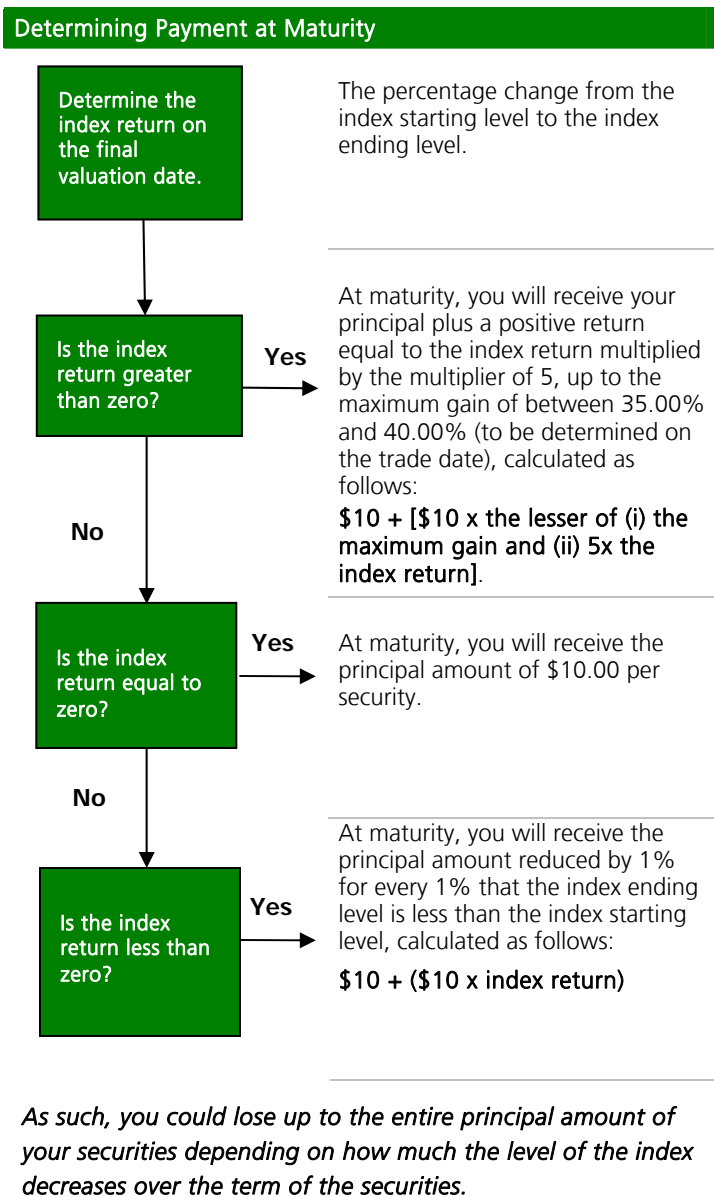 Determining Payment at Maturity
Determine the
index return on
the final
valuation date.
The percentage change from the
index starting level to the index
ending level.
Is the index
return greater
than zero?
Yes
At maturity, you will receive your
principal plus a positive return
equal to the index return multiplied
by the multiplier of 5, up to the
maximum gain of between 35.00%
and 40.00% (to be determined on
the trade date), calculated as
follows:
$10 + [$10 x the lesser of (i) the
maximum gain and (ii) 5x the
index return].
No
Is the index
return equal to
zero?
Yes
At maturity, you will receive the
principal amount of $10.00 per
security.
No
Is the index
return less than
zero?
Yes
At maturity, you will receive the
principal amount reduced by 1%
for every 1% that the index ending
level is less than the index starting
level, calculated as follows:
$10 + ($10 x index return)
As such, you could lose up to the entire principal amount of
your securities depending on how much the level of the index
decreases over the term of the securities.